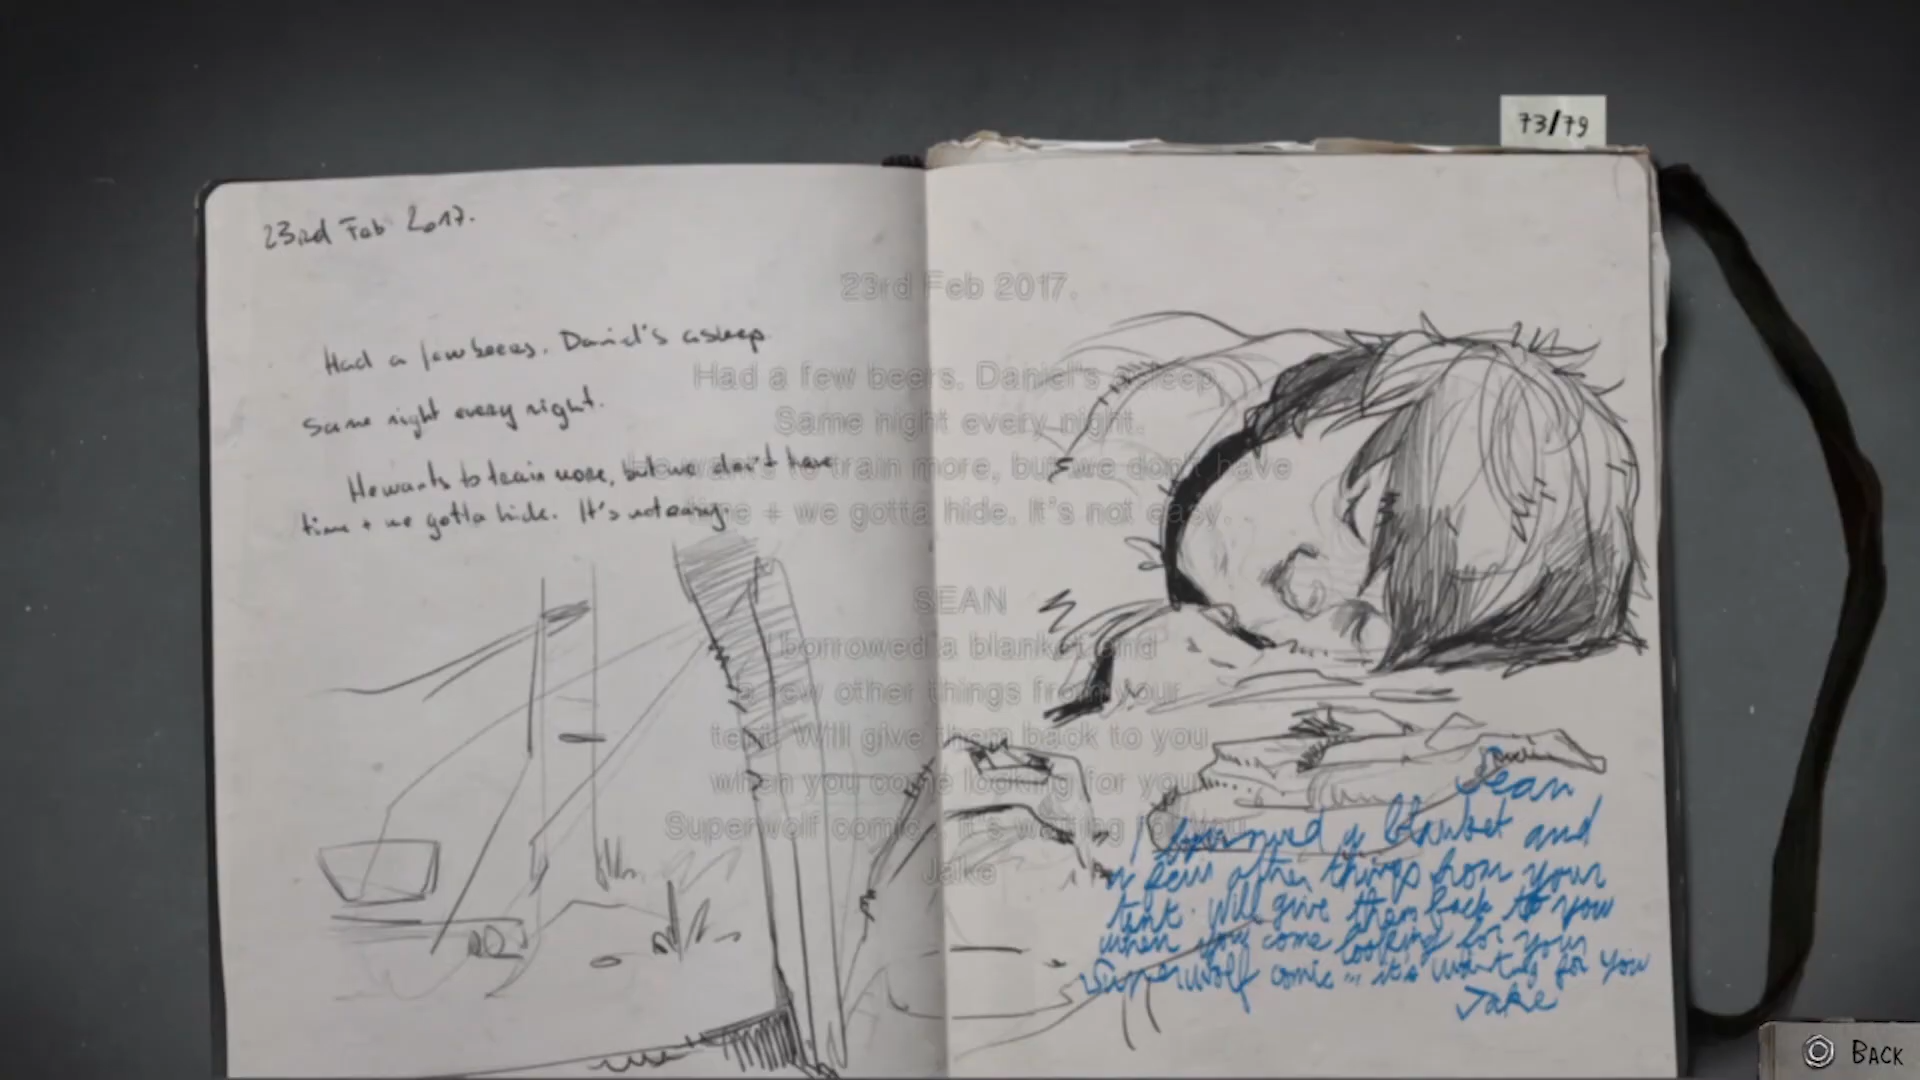 73/79
23rd Feb 2017.
Had a few beers. Daniel's asleep.
Same night every night.
He wants to train more, but we don't have
time + we gotta hide. It's not easy.
23rd Feb 2017.
Had a few beers. Daniel's asleep.
Same night every night.
He wants to train more, but we don't have
time + we gotta hide. It's not easy.
SEAN
I borrowed a blanket and
a few other things from your
tent. Will give them back to you
when you come looking for your
Superwolf comic... it's waiting for you
Jake
Sean
I borrowed a blanket and
a few other things from your
tent. Will give them back to you
when you come looking for your
Superwolf comic... it's waiting for you
Jake
BACK